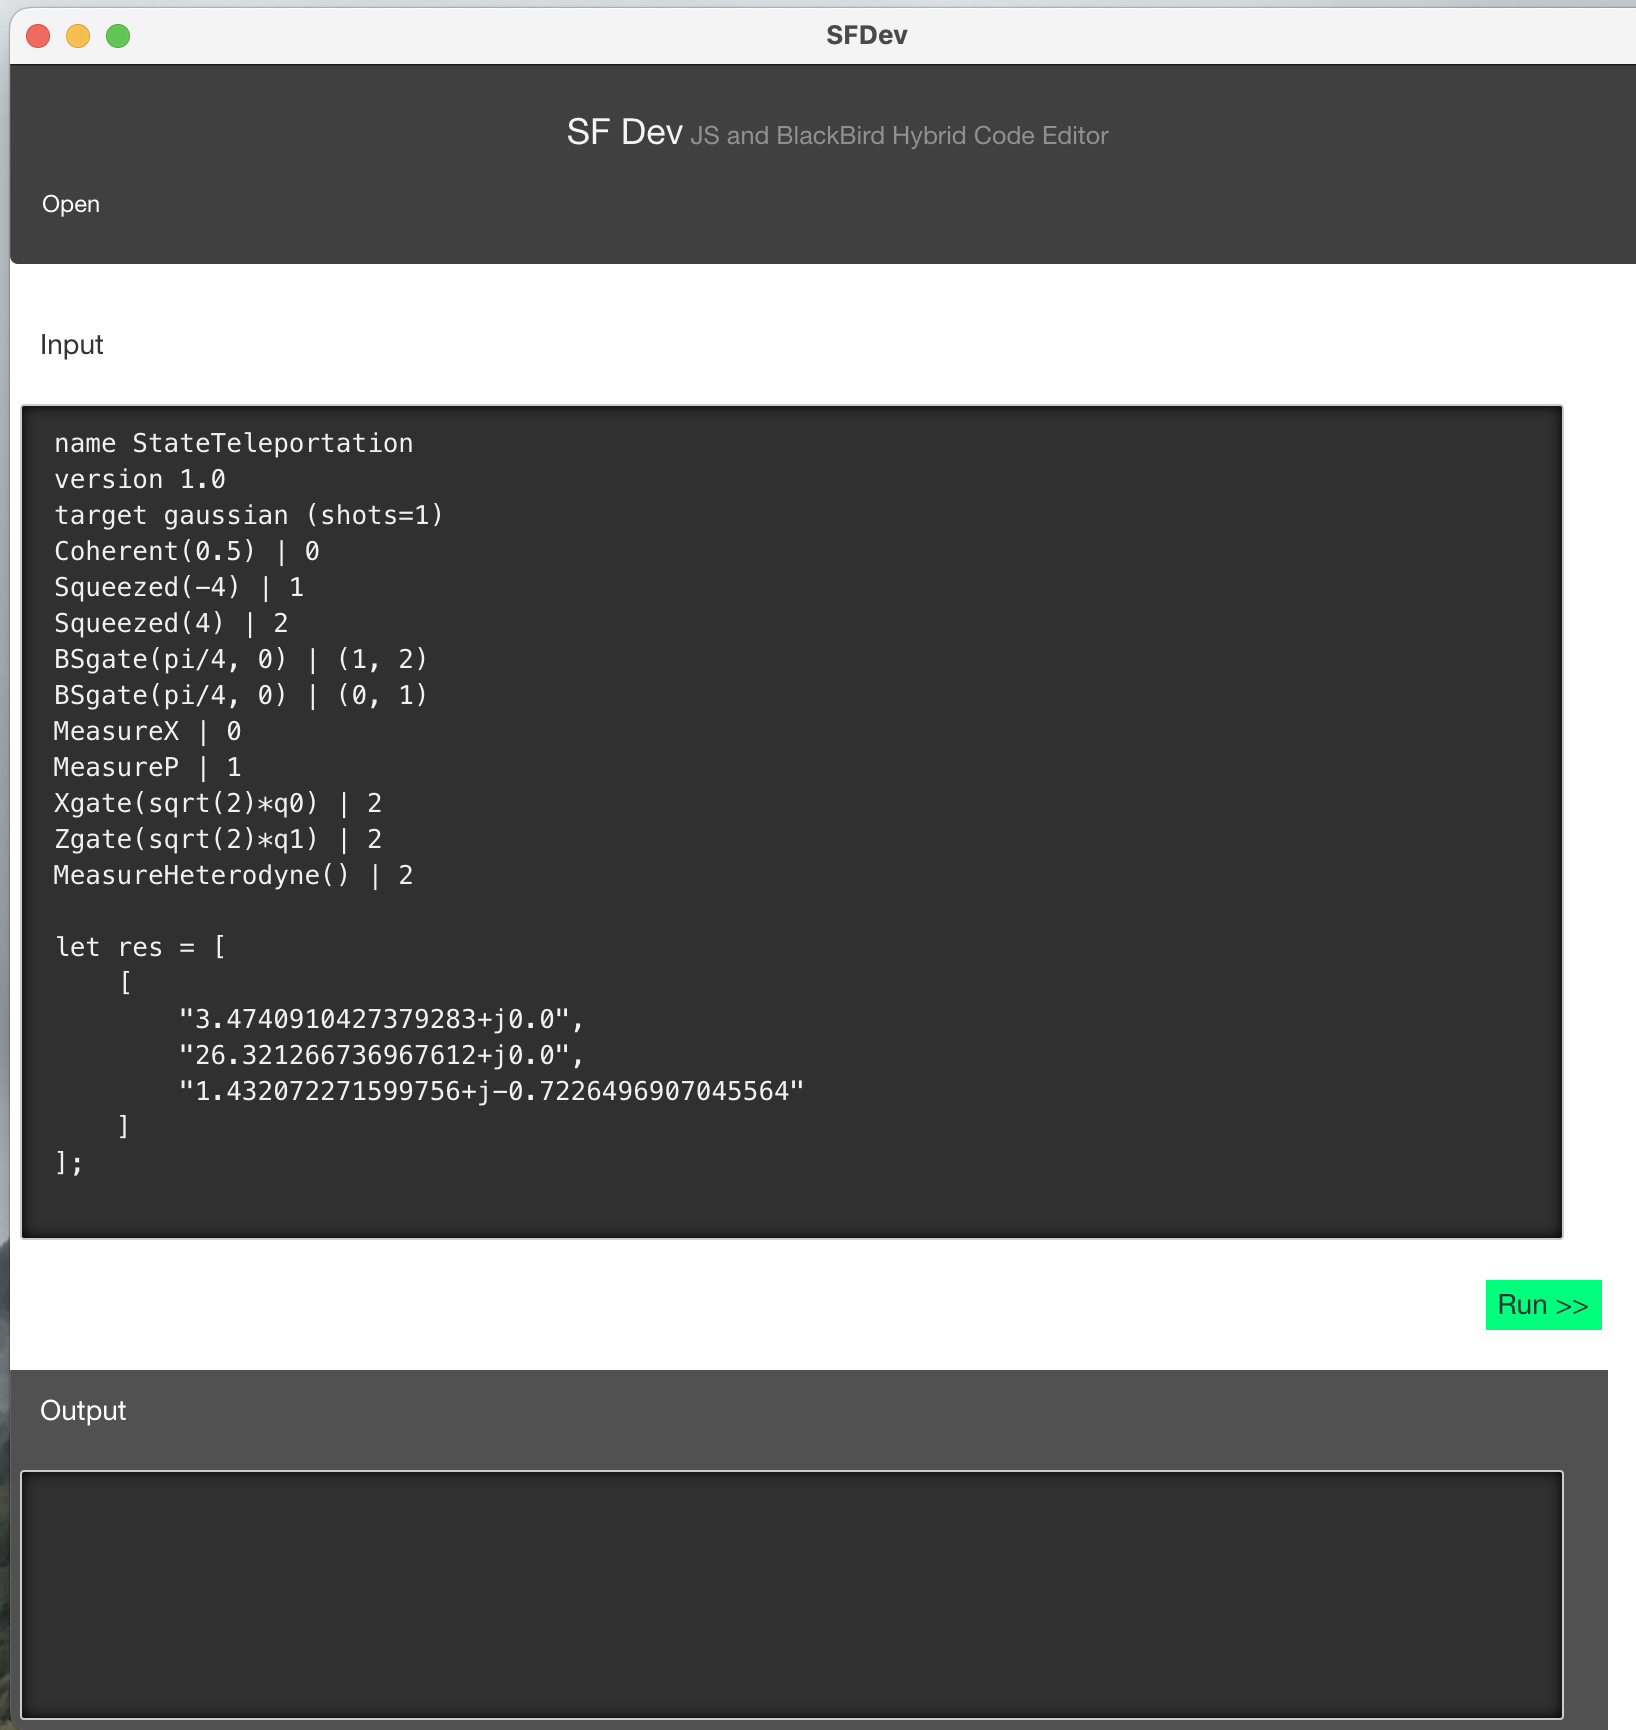 SFDev
SF Dev JS and BlackBird Hybrid Code Editor
Open
Input
name StateTeleportation
version 1.0
target gaussian (shots=1)
Coherent(0.5) | 0
Squeezed(-4) | 1
Squeezed(4) | 2
BSgate(pi/4, 0) | (1, 2)
BSgate(pi/4, 0) | (0, 1)
MeasureX | 0
MeasureP | 1
Xgate(sqrt(2)*q0) | 2
Zgate(sqrt(2)*q1) | 2
MeasureHeterodyne() | 2
let res = [
    [
        "3.4740910427379283+j0.0",
        "26.321266736967612+j0.0",
        "1.432072271599756+j-0.7226496907045564"
    ]
];
Run >>
Output